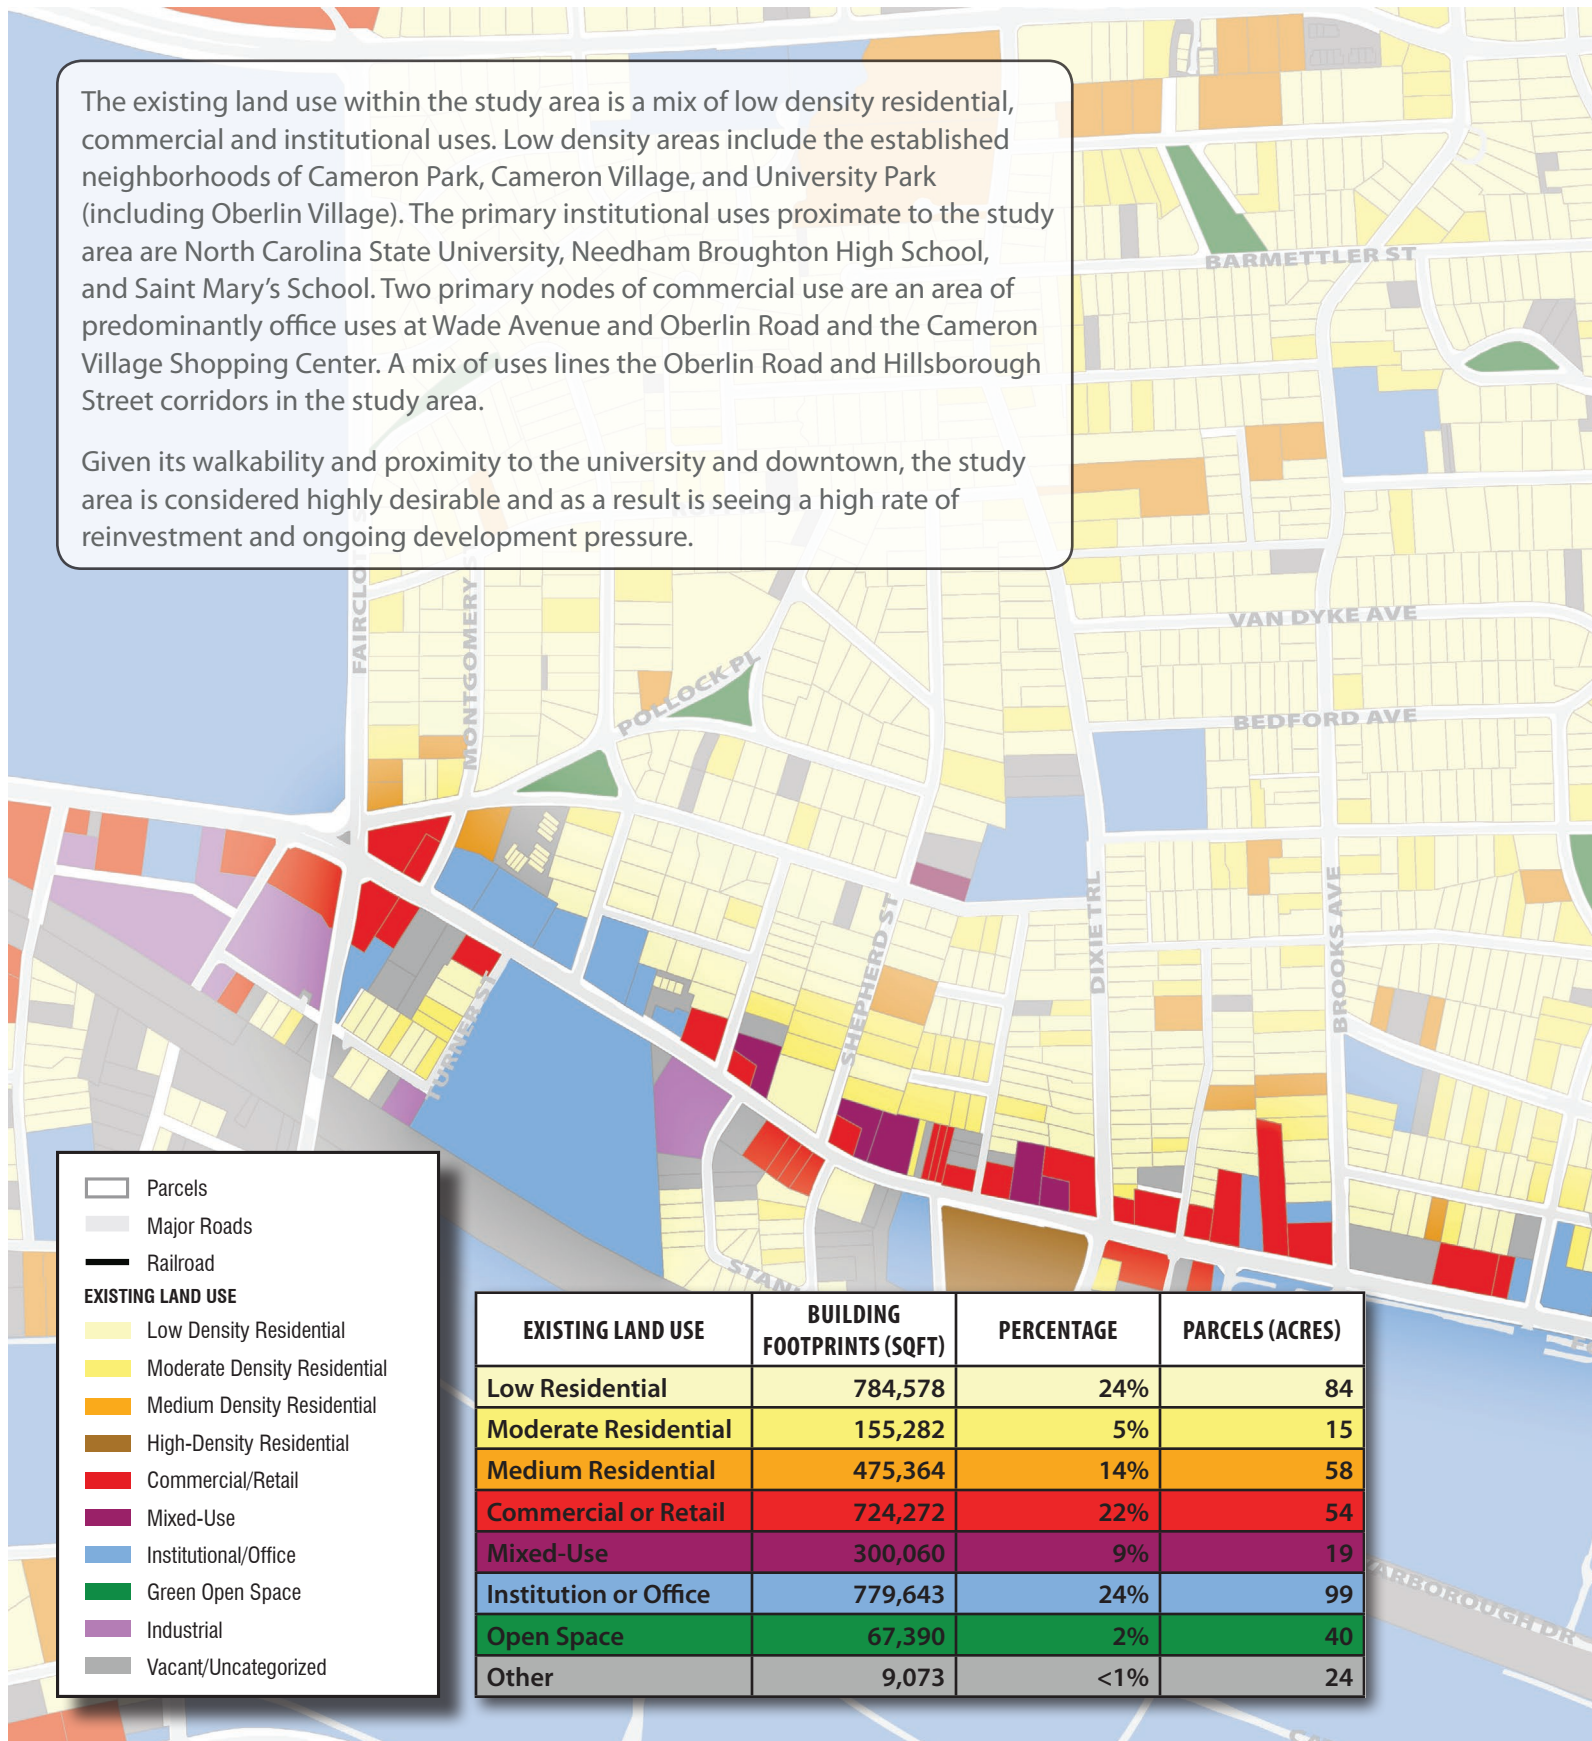 The existing land use within the study area is a mix of low density residential,
commercial and institutional uses. Low density areas include the established
neighborhoods of Cameron Park, Cameron Village, and University Park
(including Oberlin Village). The primary institutional uses proximate to the study
area are North Carolina State University, Needham Broughton High School,
and Saint Mary's School. Two primary nodes of commercial use are an area of
predominantly office uses at Wade Avenue and Oberlin Road and the Cameron
Village Shopping Center. A mix of uses lines the Oberlin Road and Hillsborough
Street corridors in the study area.
Given its walkability and proximity to the university and downtown, the study
area is considered highly desirable and as a result is seeing a high rate of
reinvestment and ongoing development pressure.
BARMETTLER ST
VAN DYKE AVE
POLLOCK PL
BEDFORD AVE
MONTGOMERY
SHEPHERD ST
DIXIE TRL
BROOKS AVE
TURNER ST
Parcels
Major Roads
Railroad
EXISTING LAND USE
Low Density Residential
Moderate Density Residential
Medium Density Residential
High-Density Residential
Commercial/Retail
Mixed-Use
Institutional/Office
Green Open Space
Industrial
Vacant/Uncategorized
EXISTING LAND USE BUILDING FOOTPRINTS (SQFT) PERCENTAGE PARCELS (ACRES)
Low Residential 784,578 24% 84
Moderate Residential 155,282 5% 15
Medium Residential 475,364 14% 58
Commercial or Retail 724,272 22% 54
Mixed-Use 300,060 9% 19
Institution or Office 779,643 24% 99
Open Space 67,390 2% 40
Other 9,073 <1% 24